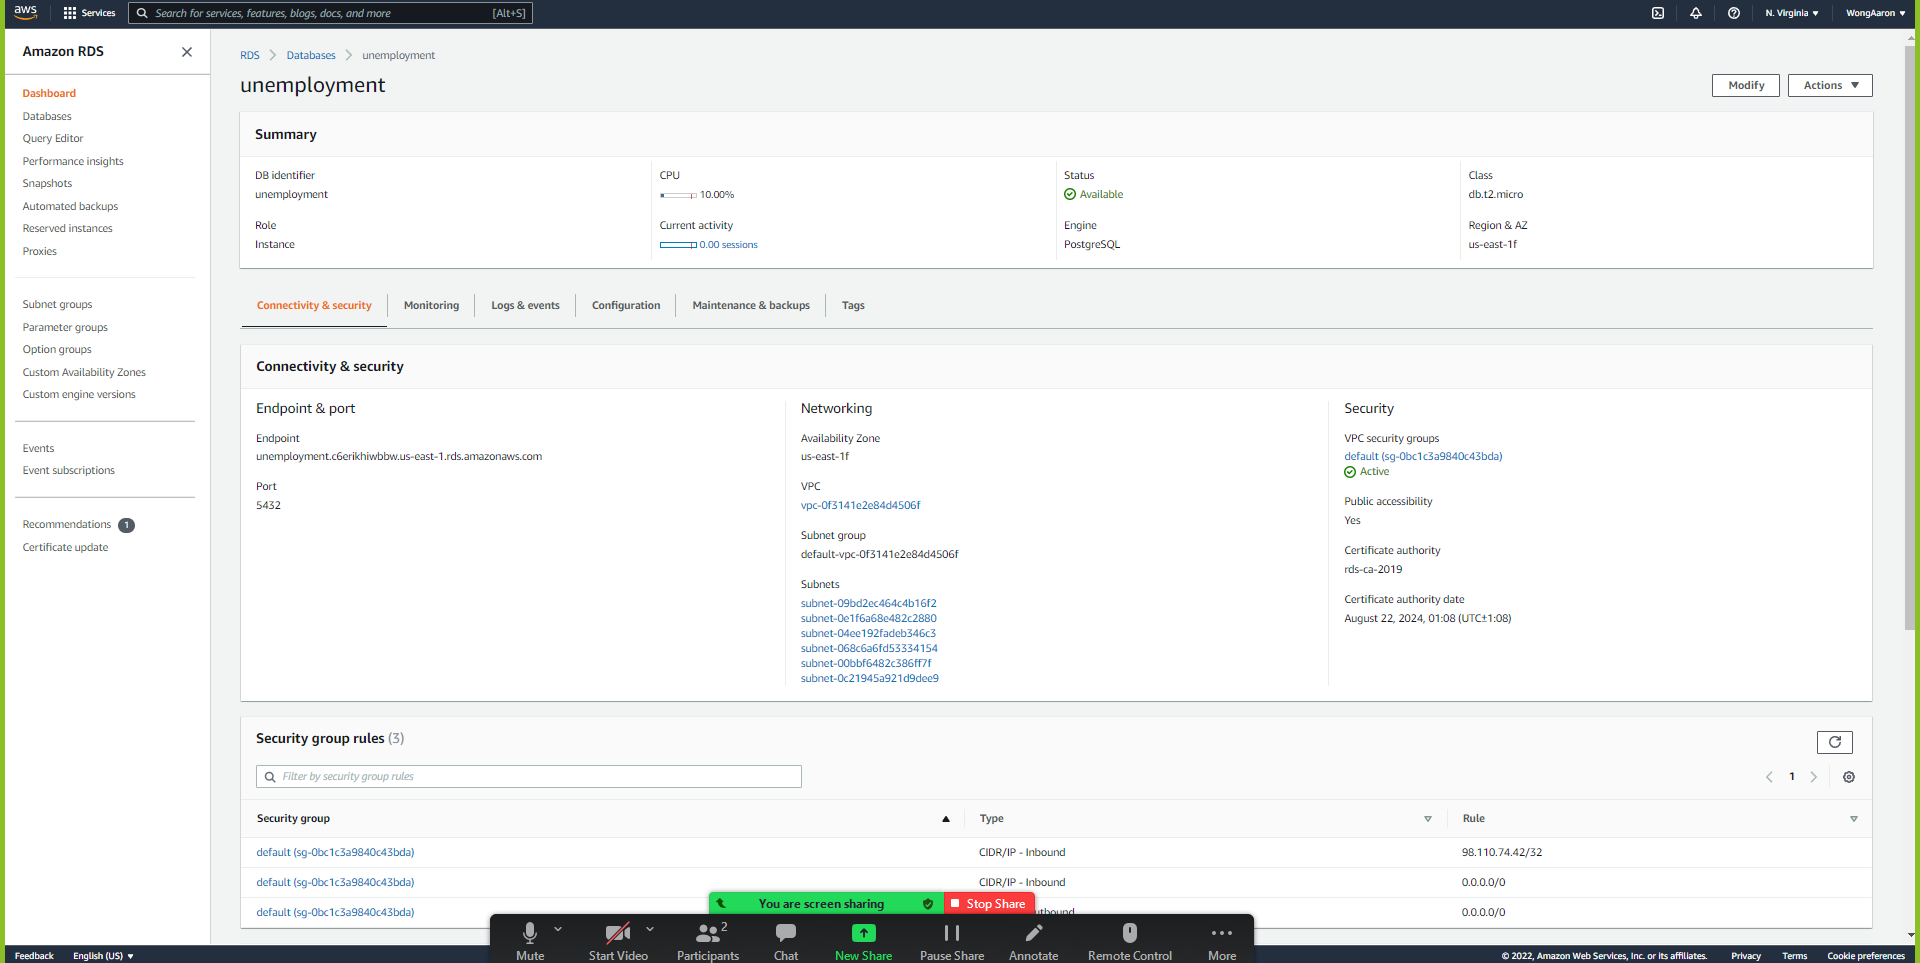 aws
Services
Search for services, features, blogs, docs, and more [Alt+S]
N. Virginia
WongAaron
Amazon RDS
Dashboard
Databases
Query Editor
Performance insights
Snapshots
Automated backups
Reserved instances
Proxies
Subnet groups
Parameter groups
Option groups
Custom Availability Zones
Custom engine versions
Events
Event subscriptions
Recommendations 1
Certificate update
RDS Databases unemployment
unemployment
Modify
Actions
Summary
DB identifier
unemployment
CPU
10.00%
Status
Available
Class
db.t2.micro
Role
Instance
Current activity
0.00 sessions
Engine
PostgreSQL
Region & AZ
us-east-1f
Connectivity & security
Monitoring
Logs & events
Configuration
Maintenance & backups
Tags
Connectivity & security
Endpoint & port
Endpoint
unemployment.c6erikhiwbbw.us-east-1.rds.amazonaws.com
Port
5432
Networking
Availability Zone
us-east-1f
VPC
vpc-0f3141e2e84d4506f
Subnet group
default-vpc-0f3141e2e84d4506f
Subnets
subnet-09bd2ec464c4b16f2
subnet-0e1f6a68e482c2880
subnet-04ee192fadeb346c3
subnet-068c6a6fd53334154
subnet-00bbf6482c386ff7f
subnet-0c21945a921d9dee9
Security
VPC security groups
default (sg-0bc1c3a9840c43bda)
Active
Public accessibility
Yes
Certificate authority
rds-ca-2019
Certificate authority date
August 22, 2024, 01:08 (UTC±1:08)
Security group rules (3)
Filter by security group rules
1
Security group Type Rule
default (sg-0bc1c3a9840c43bda) CIDR/IP - Inbound 98.110.74.42/32
default (sg-0bc1c3a9840c43bda) CIDR/IP - Inbound 0.0.0.0/0
default (sg-0bc1c3a9840c43bda) 0.0.0.0/0
You are screen sharing
Stop Share
Mute
Start Video
2
Participants
Chat
New Share
Pause Share
Annotate
Remote Control
More
Feedback
English (US)
© 2022, Amazon Web Services, Inc. or its affiliates.
Privacy
Terms
Cookie preferences